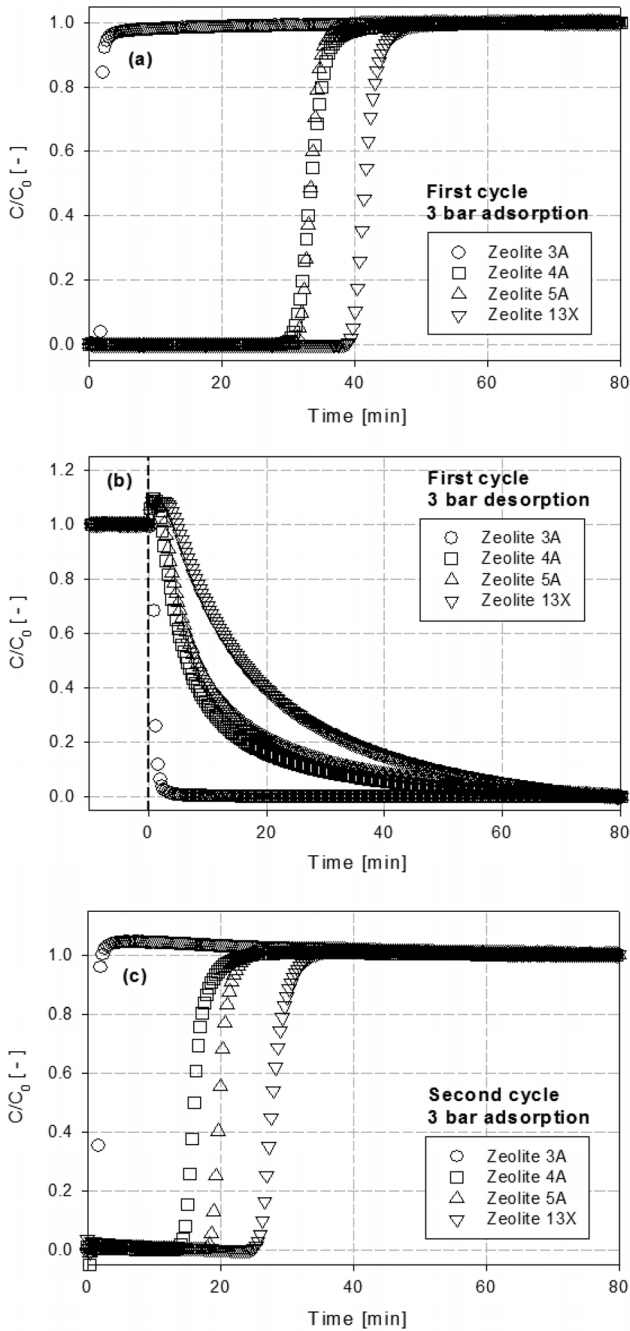 1.0
0.8
0.6
0.4
0.2
0.0
C/C0 [ - ]
(a)
First cycle
3 bar adsorption
Zeolite 3A
Zeolite 4A
Zeolite 5A
Zeolite 13X
0 20 40 60 80
Time [min]
1.2
1.0
0.8
0.6
0.4
0.2
0.0
C/C0 [ - ]
(b)
First cycle
3 bar desorption
Zeolite 3A
Zeolite 4A
Zeolite 5A
Zeolite 13X
0 20 40 60 80
Time [min]
1.0
0.8
0.6
0.4
0.2
0.0
C/C0 [ - ]
(c)
Second cycle
3 bar adsorption
Zeolite 3A
Zeolite 4A
Zeolite 5A
Zeolite 13X
0 20 40 60 80
Time [min]